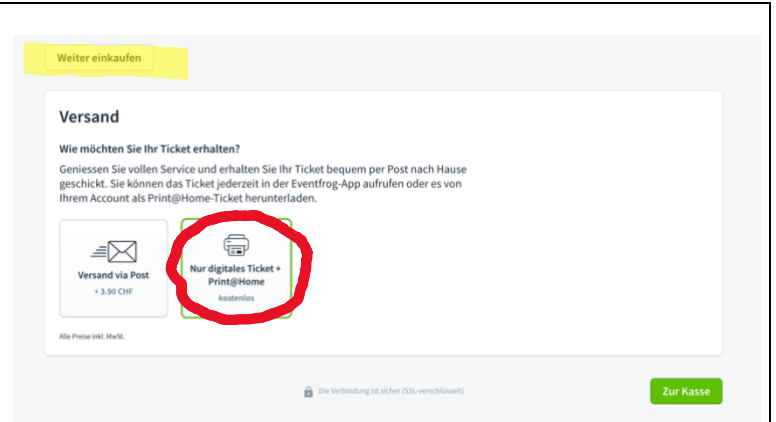 Weiter einkaufen
Versand
Wie möchten Sie Ihr Ticket erhalten?
Geniessen Sie vollen Service und erhalten Sie Ihr Ticket bequem per Post nach Hause
geschickt. Sie können das Ticket jederzeit in der Eventfrog-App aufrufen oder es von
Ihrem Account als Print@Home-Ticket herunterladen.
Versand via Post
+ 3.90 CHF
Nur digitales Ticket +
Print@Home
kostenlos
Alle Preise inkl. MwSt.
Die Verbindung ist sicher (SSL-verschlüsselt)
Zur Kasse